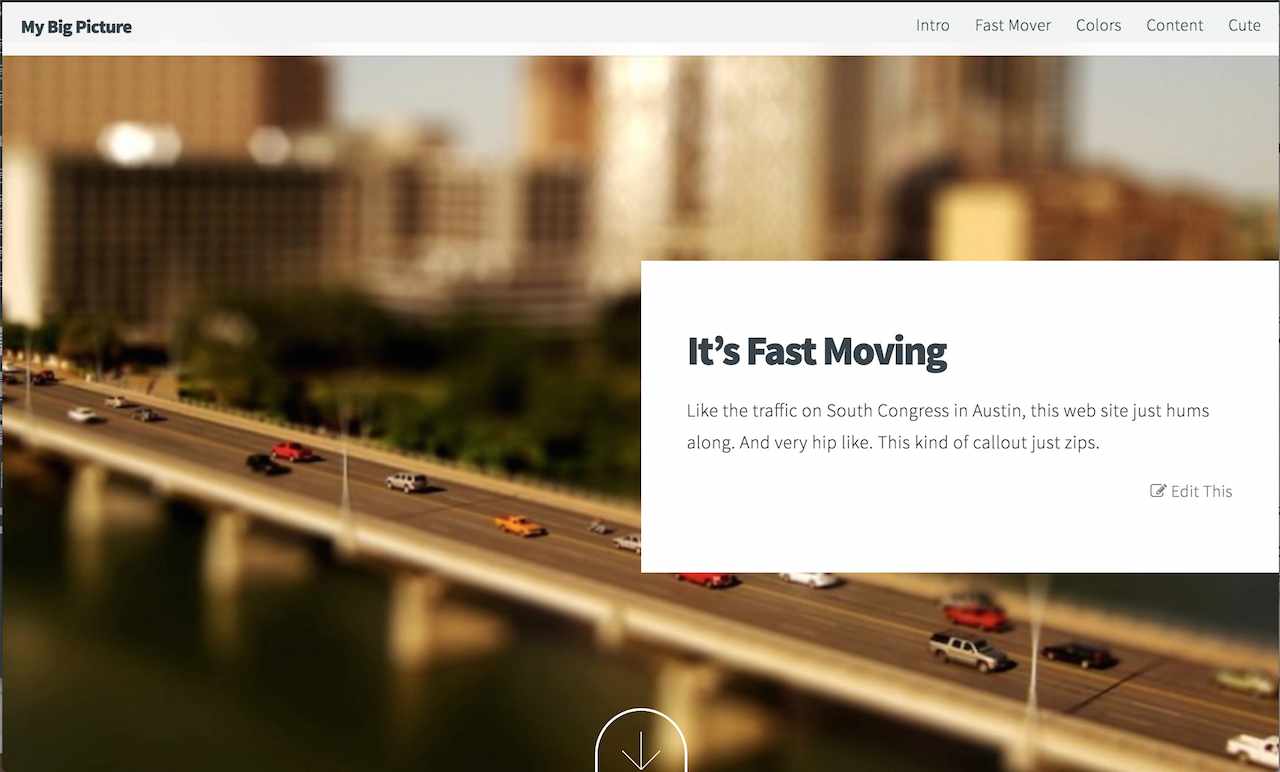 My Big Picture
Intro Fast Mover Colors Content Cute
It’s Fast Moving
Like the traffic on South Congress in Austin, this web site just hums
along. And very hip like. This kind of callout just zips.
Edit This